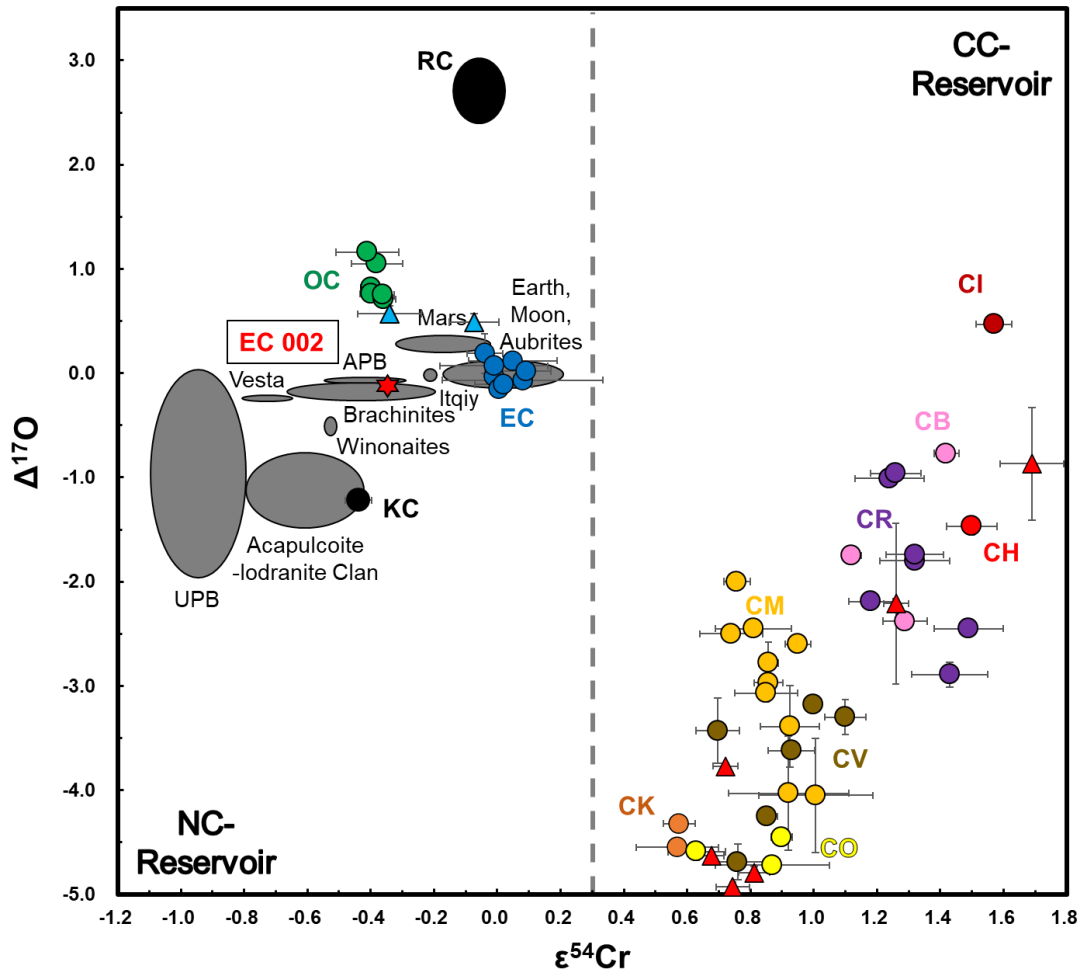 RC
CC-
Reservoir
3.0
2.0
1.0
0.0
-1.0
-2.0
-3.0
-4.0
-5.0
Δ¹⁷O
OC
CI
Earth,
Moon,
Aubrites
Mars
EC 002
APB
Vesta
Itqiy
Brachinites
EC
Winonaites
CB
KC
CR
CH
Acapulcoite
-lodranite Clan
UPB
CM
CV
CK
CO
NC-
Reservoir
-1.2 -1.0 -0.8 -0.6 -0.4 -0.2 0.0 0.2 0.4 0.6 0.8 1.0 1.2 1.4 1.6 1.8
ε⁵⁴Cr